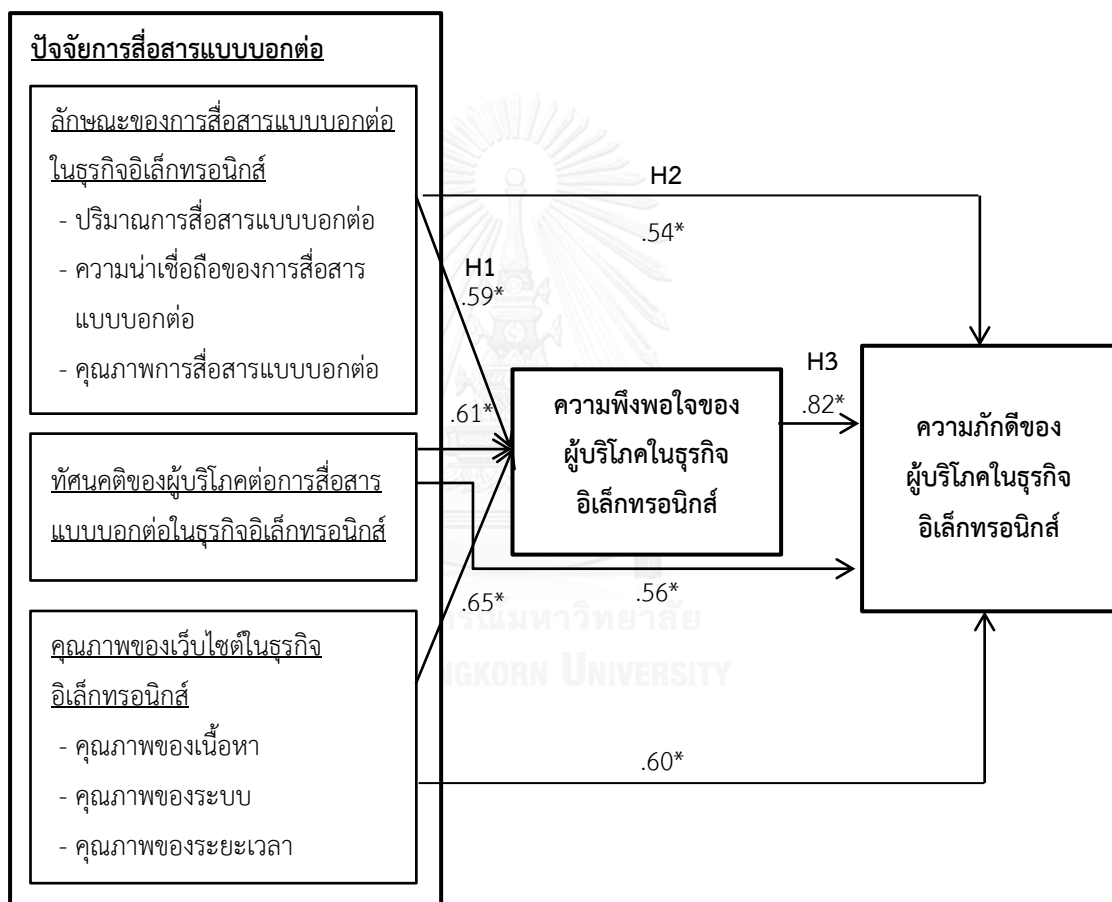 ปัจจัยการสื่อสารแบบบอกต่อ
ลักษณะของการสื่อสารแบบบอกต่อ
ในธุรกิจอิเล็กทรอนิกส์
- ปริมาณการสื่อสารแบบบอกต่อ
- ความน่าเชื่อถือของการสื่อสาร
แบบบอกต่อ
- คุณภาพการสื่อสารแบบบอกต่อ
ทัศนคติของผู้บริโภคต่อการสื่อสาร
แบบบอกต่อในธุรกิจอิเล็กทรอนิกส์
คุณภาพของเว็บไซต์ในธุรกิจ
อิเล็กทรอนิกส์
- คุณภาพของเนื้อหา
- คุณภาพของระบบ
- คุณภาพของระยะเวลา
H2
.54*
H1
.59*
.61*
.65*
ความพึงพอใจของ
ผู้บริโภคในธุรกิจ
อิเล็กทรอนิกส์
H3
.82*
.56*
.60*
ความภักดีของ
ผู้บริโภคในธุรกิจ
อิเล็กทรอนิกส์
รณ์มหาวิทยาลัย
NGKORN UNIVERSITY